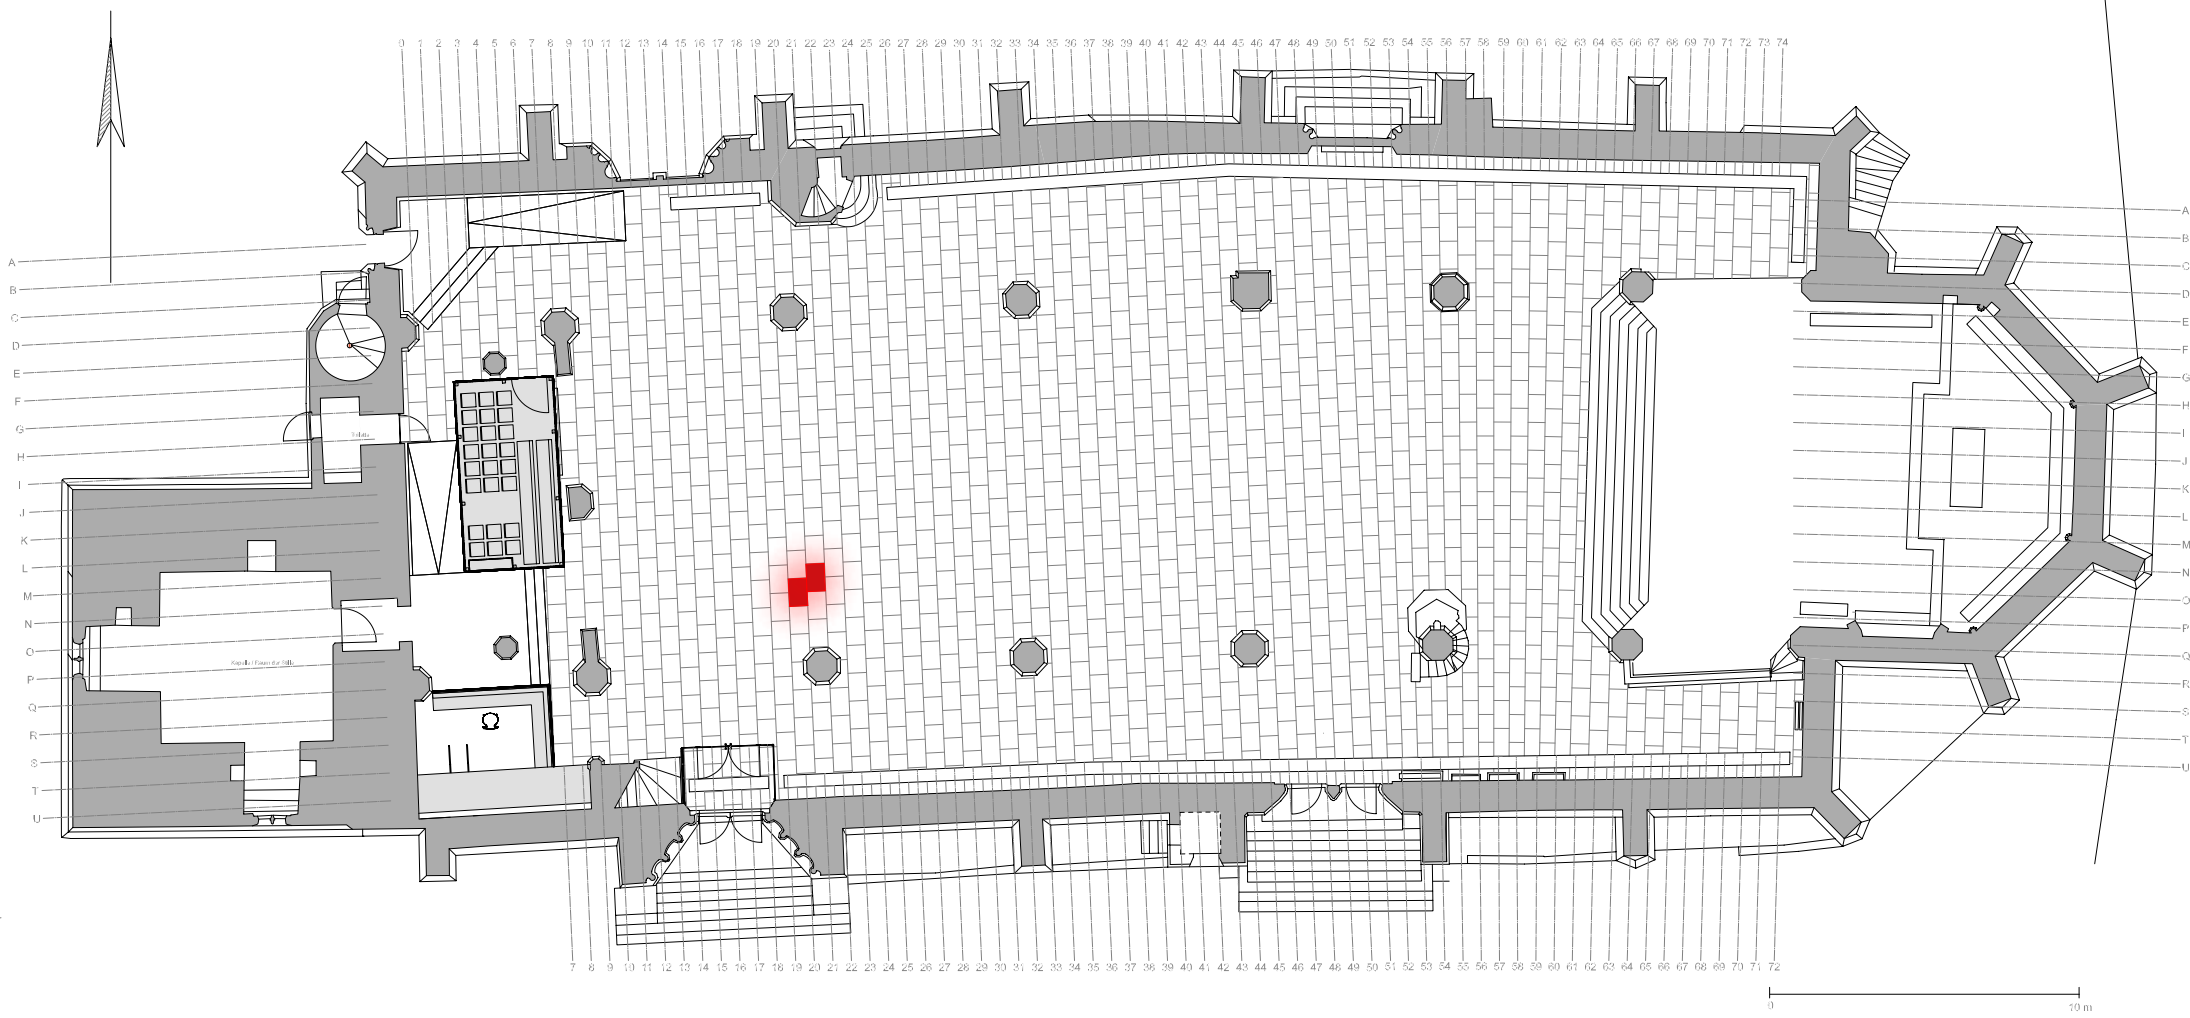 0 1 2 3 4 5 6 7 8 9 10 11 12 13 14 15 16 17 18 19 20 21 22 23 24 25 26 27 28 29 30 31 32 33 34 35 36 37 38 39 40 41 42 43 44 45 46 47 48 49 50 51 52 53 54 55 56 57 58 59 60 61 62 63 64 65 66 67 68 69 70 71 72 73 74
A
B
C
D
E
F
G
H
I
J
K
L
M
N
O
P
Q
R
S
T
U
A
B
C
D
E
F
G
H
I
J
K
L
M
N
O
P
Q
R
S
T
U
7 8 9 10 11 12 13 14 15 16 17 18 19 20 21 22 23 24 25 26 27 28 29 30 31 32 33 34 35 36 37 38 39 40 41 42 43 44 45 46 47 48 49 50 51 52 53 54 55 56 57 58 59 60 61 62 63 64 65 66 67 68 69 70 71 72
0 10 m